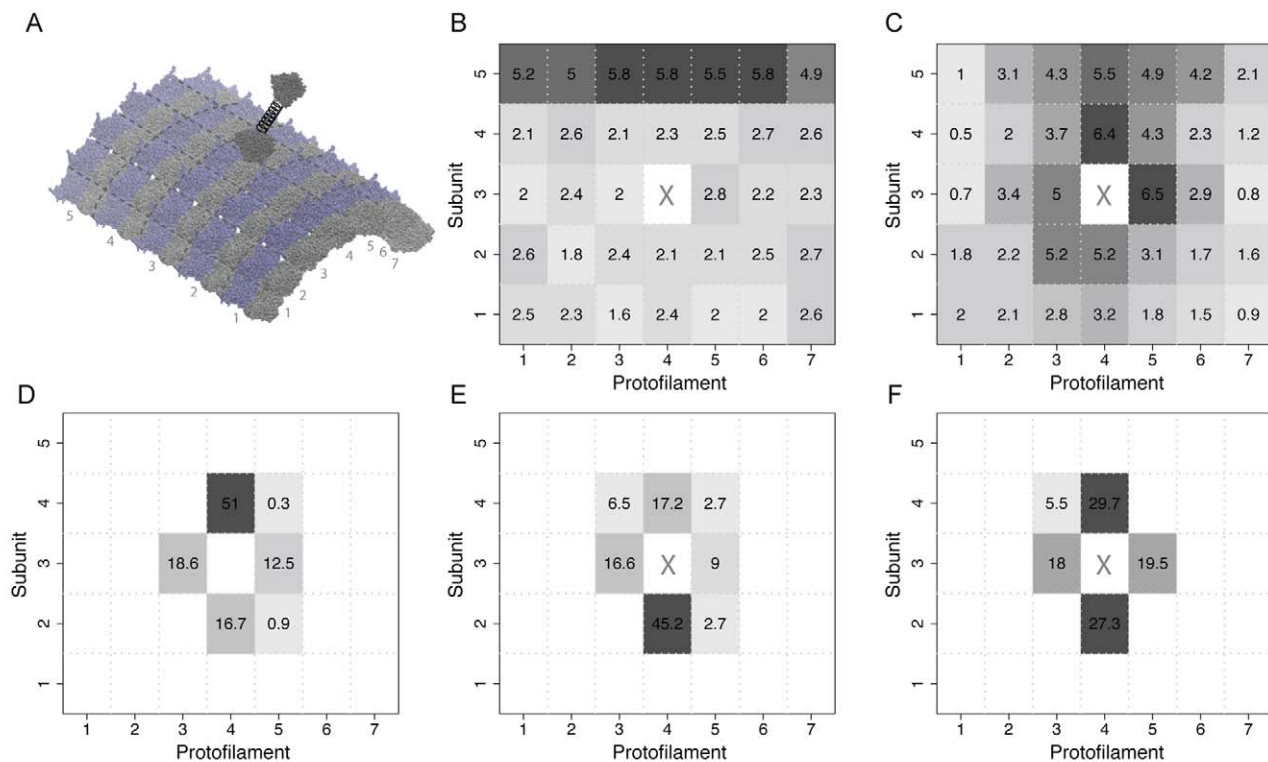 A
5
4
3
2
1
1
2
3
4
5
6
7
B
Subunit
5 5.2 5 5.8 5.8 5.5 5.8 4.9
4 2.1 2.6 2.1 2.3 2.5 2.7 2.6
3 2 2.4 2 X 2.8 2.2 2.3
2 2.6 1.8 2.4 2.1 2.1 2.5 2.7
1 2.5 2.3 1.6 2.4 2 2 2.6
1 2 3 4 5 6 7
Protofilament
C
Subunit
5 1 3.1 4.3 5.5 4.9 4.2 2.1
4 0.5 2 3.7 6.4 4.3 2.3 1.2
3 0.7 3.4 5 X 6.5 2.9 0.8
2 1.8 2.2 5.2 5.2 3.1 1.7 1.6
1 2 2.1 2.8 3.2 1.8 1.5 0.9
1 2 3 4 5 6 7
Protofilament
D
Subunit
5
4 51 0.3
3 18.6 12.5
2 16.7 0.9
1
1 2 3 4 5 6 7
Protofilament
E
Subunit
5
4 6.5 17.2 2.7
3 16.6 X 9
2 45.2 2.7
1
1 2 3 4 5 6 7
Protofilament
F
Subunit
5
4 5.5 29.7
3 18 X 19.5
2 27.3
1
1 2 3 4 5 6 7
Protofilament